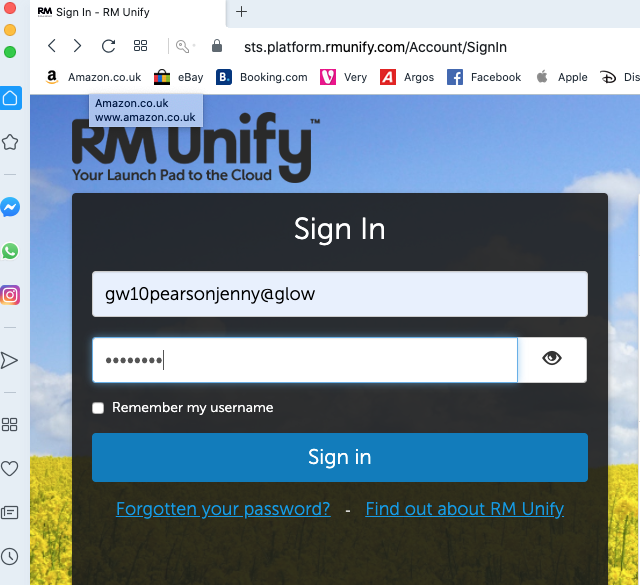 RM Sign In - RM Unify
sts.platform.rmunify.com/Account/SignIn
a Amazon.co.uk eBay B. Booking.com V Very A Argos f Facebook Apple Dis
Amazon.co.uk
www.amazon.co.uk
RM Unify™
Your Launch Pad to the Cloud
Sign In
gw10pearsonjenny@glow
Remember my username
Sign in
Forgotten your password? - Find out about RM Unify